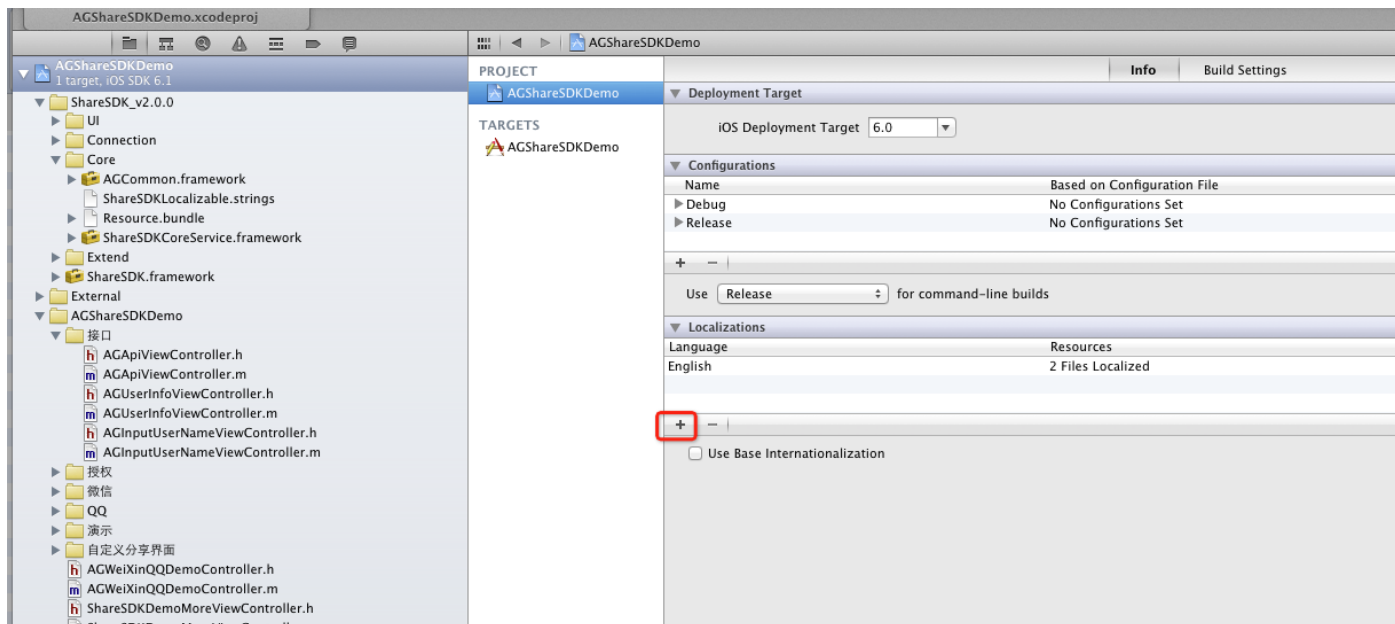 AGShareSDKDemo.xcodeproj
AGShareSDKDemo
1 target, iOS SDK 6.1
ShareSDK_v2.0.0
UI
Connection
Core
AGCommon.framework
ShareSDKLocalizable.strings
Resource.bundle
ShareSDKCoreService.framework
Extend
ShareSDK.framework
External
AGShareSDKDemo
接口
h AGApiViewController.h
m AGApiViewController.m
h AGUserInfoViewController.h
m AGUserInfoViewController.m
h AGInputUserNameViewController.h
m AGInputUserNameViewController.m
授权
微信
QQ
演示
自定义分享界面
h AGWeiXinQQDemoController.h
m AGWeiXinQQDemoController.m
h ShareSDKDemoMoreViewController.h
AGShareSDKDemo
PROJECT
AGShareSDKDemo
TARGETS
AGShareSDKDemo
Info Build Settings
Deployment Target
iOS Deployment Target 6.0
Configurations
Name Based on Configuration File
Debug No Configurations Set
Release No Configurations Set
Use Release for command-line builds
Localizations
Language Resources
English 2 Files Localized
Use Base Internationalization